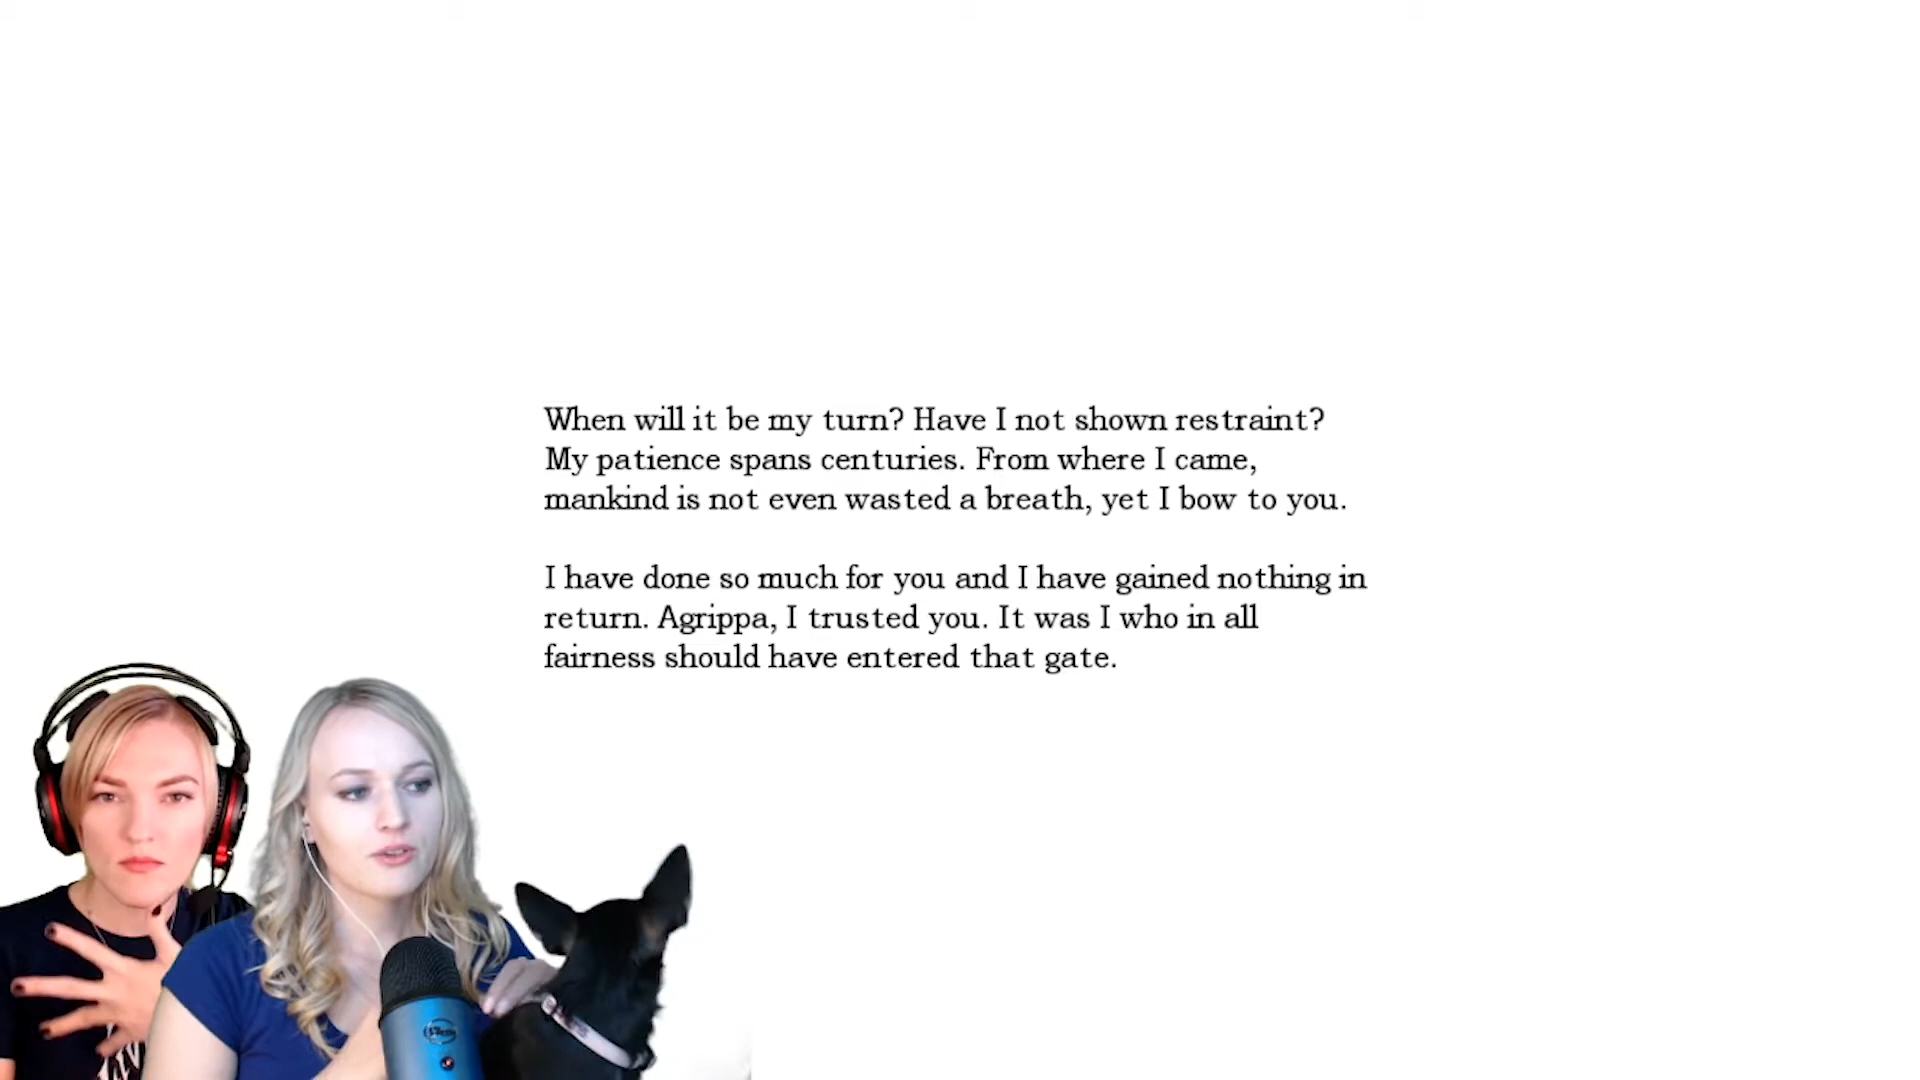 When will it be my turn? Have I not shown restraint?
My patience spans centuries. From where I came,
mankind is not even wasted a breath, yet I bow to you.
I have done so much for you and I have gained nothing in
return. Agrippa, I trusted you. It was I who in all
fairness should have entered that gate.